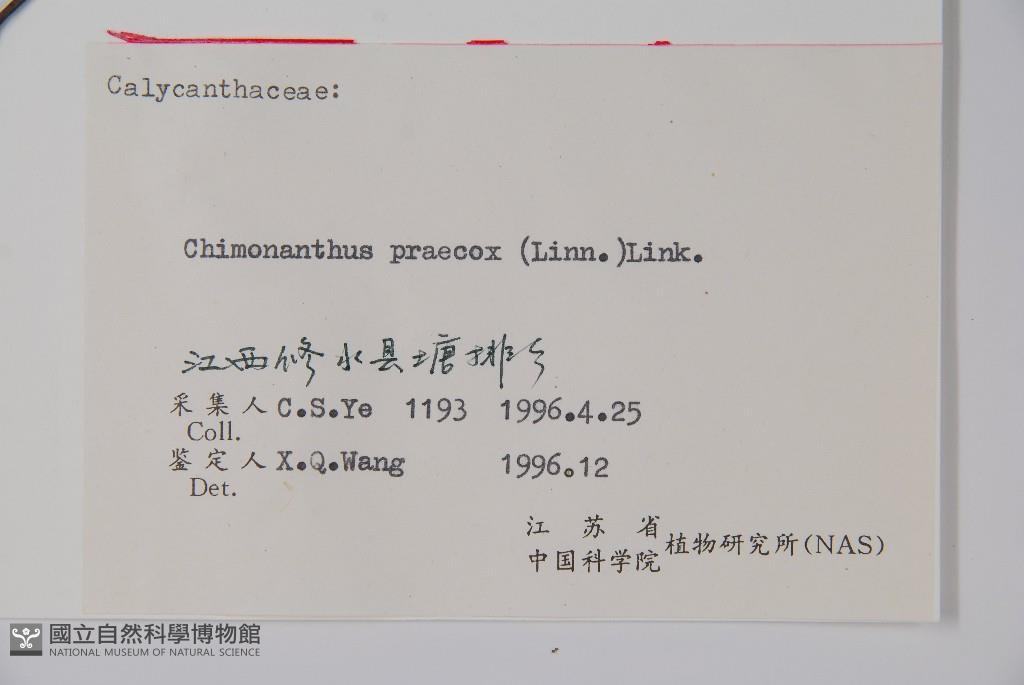 Calycanthaceae:
Chimonanthus praecox (Linn.)Link.
江西修水县塘排乡
采集人 C.S.Ye 1193 1996.4.25
Coll.
鉴定人 X.Q.Wang 1996.12
Det.
江苏省
中国科学院 植物研究所(NAS)
國立自然科學博物館
NATIONAL MUSEUM OF NATURAL SCIENCE